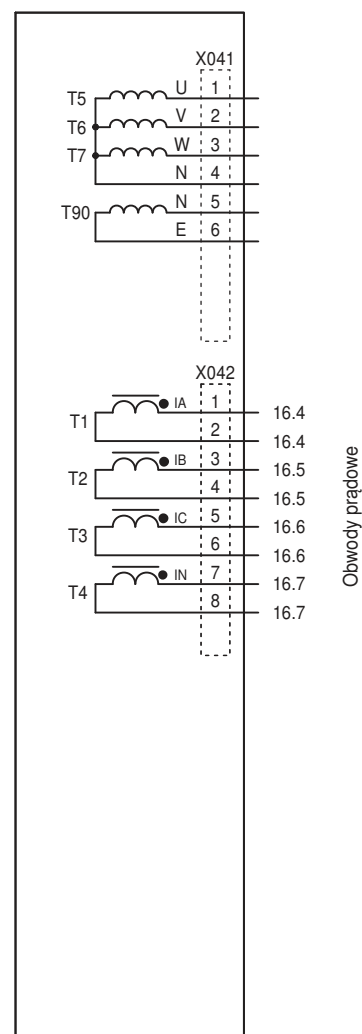 X041
T5 U 1
T6 V 2
T7 W 3
N 4
T90 N 5
E 6
X042
T1 IA 1 16.4
2 16.4
T2 IB 3 16.5
4 16.5
T3 IC 5 16.6
6 16.6
T4 IN 7 16.7
8 16.7
Obwody prądowe